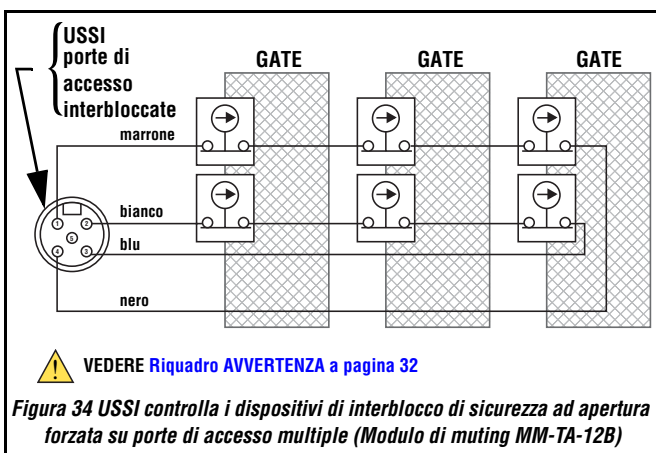 USSI
porte di
accesso
interbloccate
GATE GATE GATE
marrone
bianco
1 2
5
blu
4 3
nero
VEDERE Riquadro AVVERTENZA a pagina 32
Figura 34 USSI controlla i dispositivi di interblocco di sicurezza ad apertura
forzata su porte di accesso multiple (Modulo di muting MM-TA-12B)